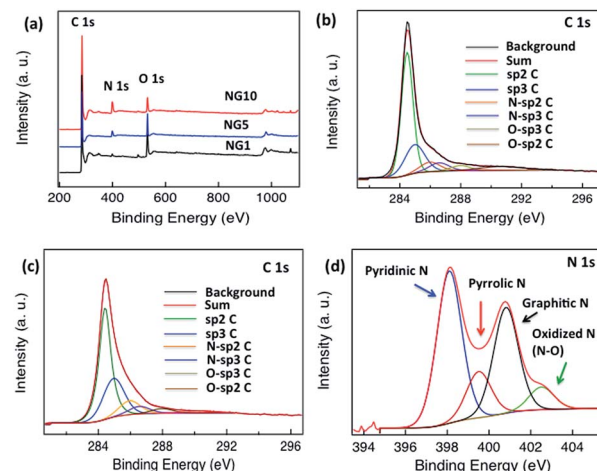 (a)
C 1s
N 1s
O 1s
NG10
NG5
NG1
200
400
600
800
1000
Binding Energy (eV)
Intensity (a. u.)
(b)
C 1s
Background
Sum
sp2 C
sp3 C
N-sp2 C
N-sp3 C
O-sp3 C
O-sp2 C
284
288
292
296
Binding Energy (eV)
Intensity (a. u.)
(c)
C 1s
Background
Sum
sp2 C
sp3 C
N-sp2 C
N-sp3 C
O-sp3 C
O-sp2 C
284
288
292
296
Binding Energy (eV)
Intensity (a. u.)
(d)
N 1s
Pyridinic N
Pyrrolic N
Graphitic N
Oxidized N
(N-O)
394
396
398
400
402
404
Binding Energy (eV)
Intensity (a. u.)